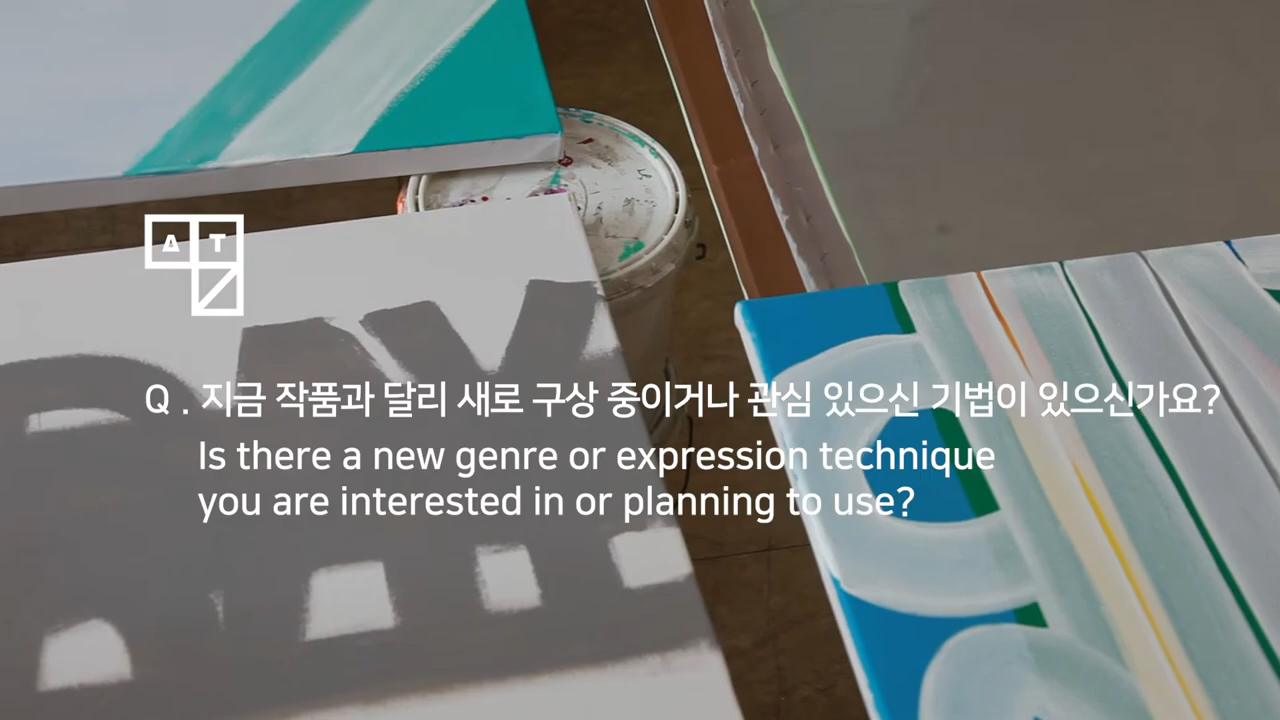 A T
Q . 지금 작품과 달리 새로 구상 중이거나 관심 있으신 기법이 있으신가요?
Is there a new genre or expression technique
you are interested in or planning to use?